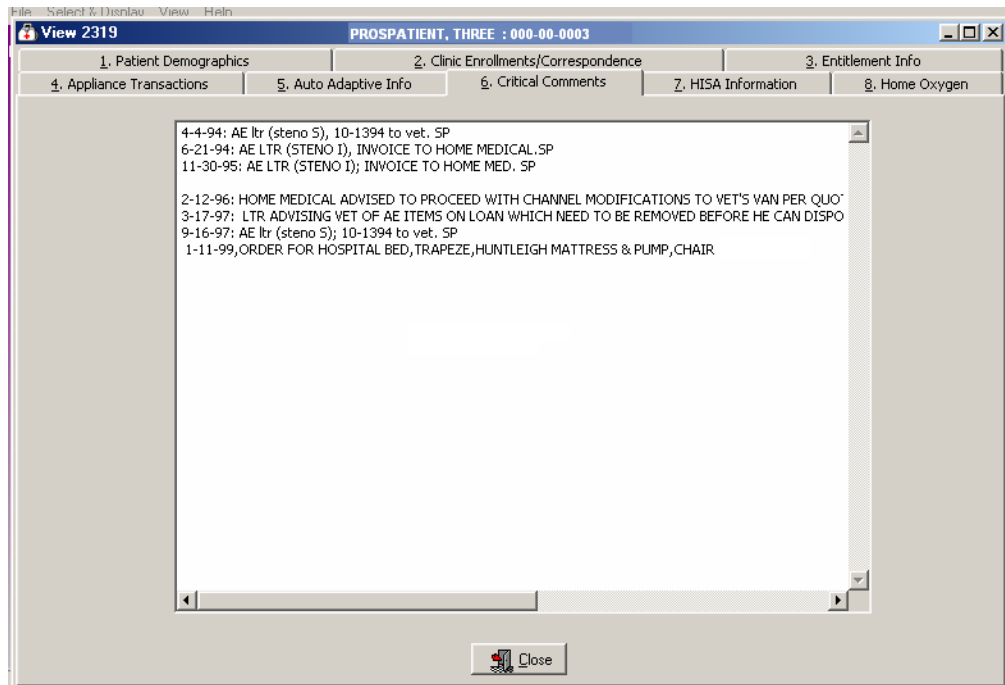 File Select & Display View Help
View 2319 PROSPATIENT, THREE : 000-00-0003
1. Patient Demographics 2. Clinic Enrollments/Correspondence 3. Entitlement Info
4. Appliance Transactions 5. Auto Adaptive Info 6. Critical Comments 7. HISA Information 8. Home Oxygen
4-4-94: AE ltr (steno S), 10-1394 to vet. SP
6-21-94: AE LTR (STENO I), INVOICE TO HOME MEDICAL.SP
11-30-95: AE LTR (STENO I); INVOICE TO HOME MED. SP
2-12-96: HOME MEDICAL ADVISED TO PROCEED WITH CHANNEL MODIFICATIONS TO VET'S VAN PER QUO
3-17-97: LTR ADVISING VET OF AE ITEMS ON LOAN WHICH NEED TO BE REMOVED BEFORE HE CAN DISPO
9-16-97: AE ltr (steno S); 10-1394 to vet. SP
1-11-99,ORDER FOR HOSPITAL BED,TRAPEZE,HUNTLEIGH MATTRESS & PUMP,CHAIR
Close